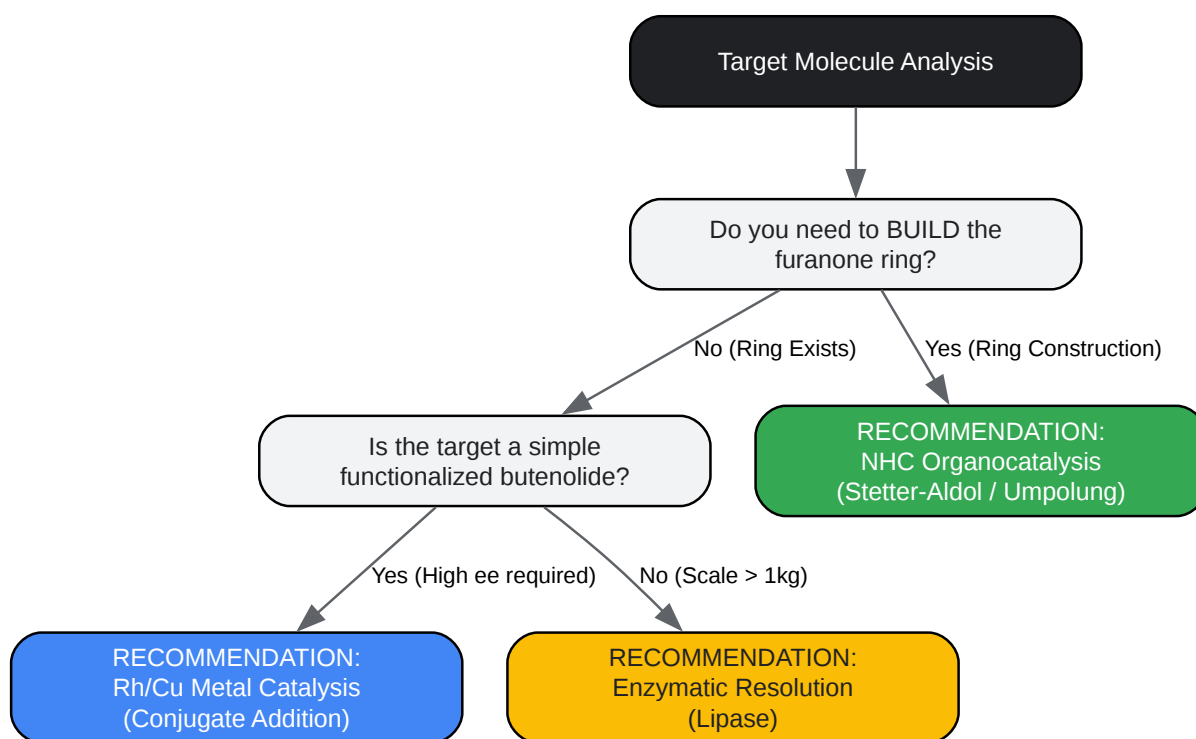 Target Molecule Analysis
Do you need to BUILD the
furanone ring?
No (Ring Exists)
Yes (Ring Construction)
Is the target a simple
functionalized butenolide?
RECOMMENDATION:
NHC Organocatalysis
(Stetter-Aldol / Umpolung)
Yes (High ee required)
No (Scale > 1kg)
RECOMMENDATION:
Rh/Cu Metal Catalysis
(Conjugate Addition)
RECOMMENDATION:
Enzymatic Resolution
(Lipase)